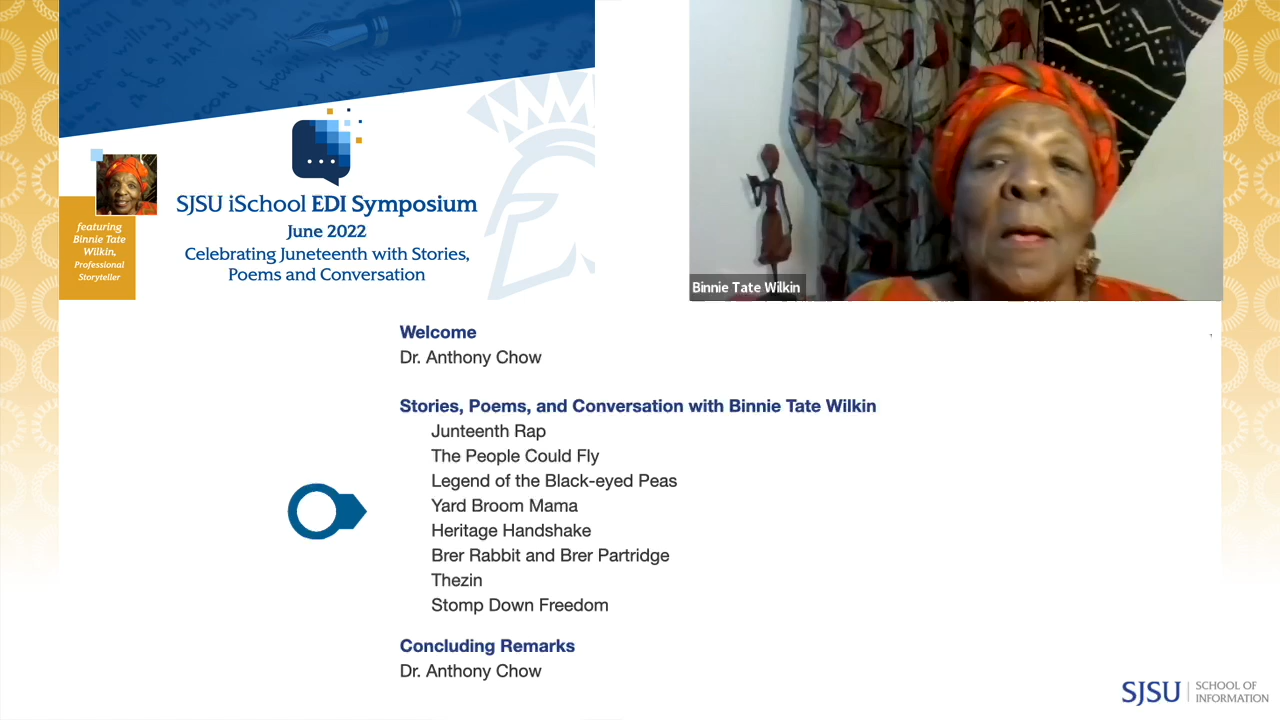 SJSU iSchool EDI Symposium
June 2022
Celebrating Juneteenth with Stories,
Poems and Conversation
featuring
Binnie Tate
Wilkin,
Professional
Storyteller
Binnie Tate Wilkin
Welcome
Dr. Anthony Chow
Stories, Poems, and Conversation with Binnie Tate Wilkin
Junteenth Rap
The People Could Fly
Legend of the Black-eyed Peas
Yard Broom Mama
Heritage Handshake
Brer Rabbit and Brer Partridge
Thezin
Stomp Down Freedom
Concluding Remarks
Dr. Anthony Chow
SJSU | SCHOOL OF
INFORMATION